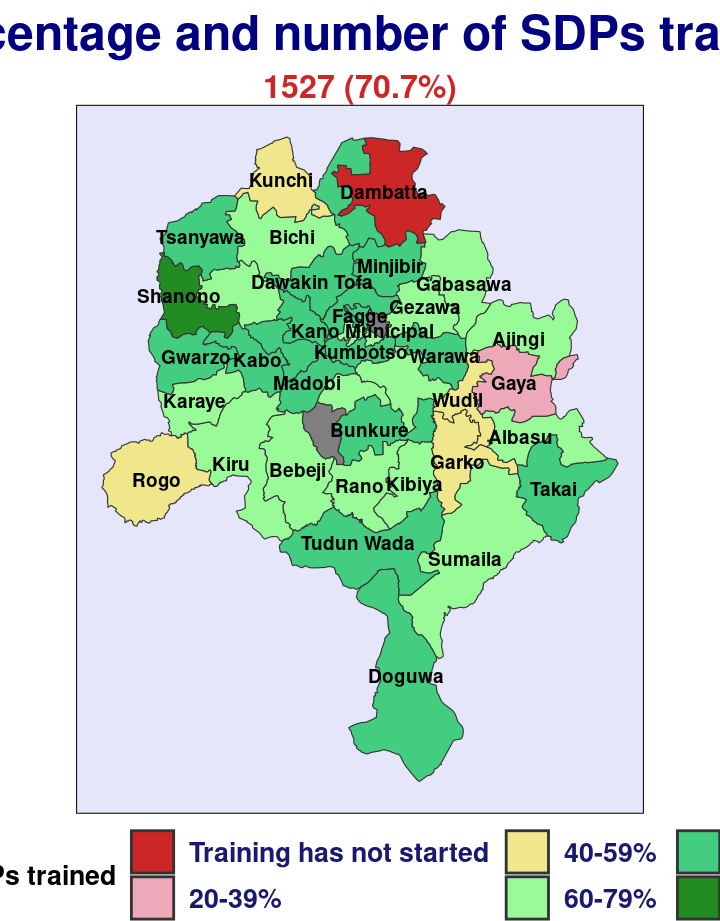 centage and number of SDPs tra
1527 (70.7%)
Kunchi
Dambatta
Tsanyawa
Bichi
Minjibir
Dawakin Tofa
Gabasawa
Shanono
Gezawa
Fagge
Kano Municipal
Ajingi
Gwarzo
Kabo
Kumbotso
Warawa
Madobi
Gaya
Karaye
Wudil
Bunkure
Albasu
Kiru
Bebeji
Garko
Rogo
Rano
Kibiya
Takai
Tudun Wada
Sumaila
Doguwa
Ps trained
Training has not started
40-59%
20-39%
60-79%